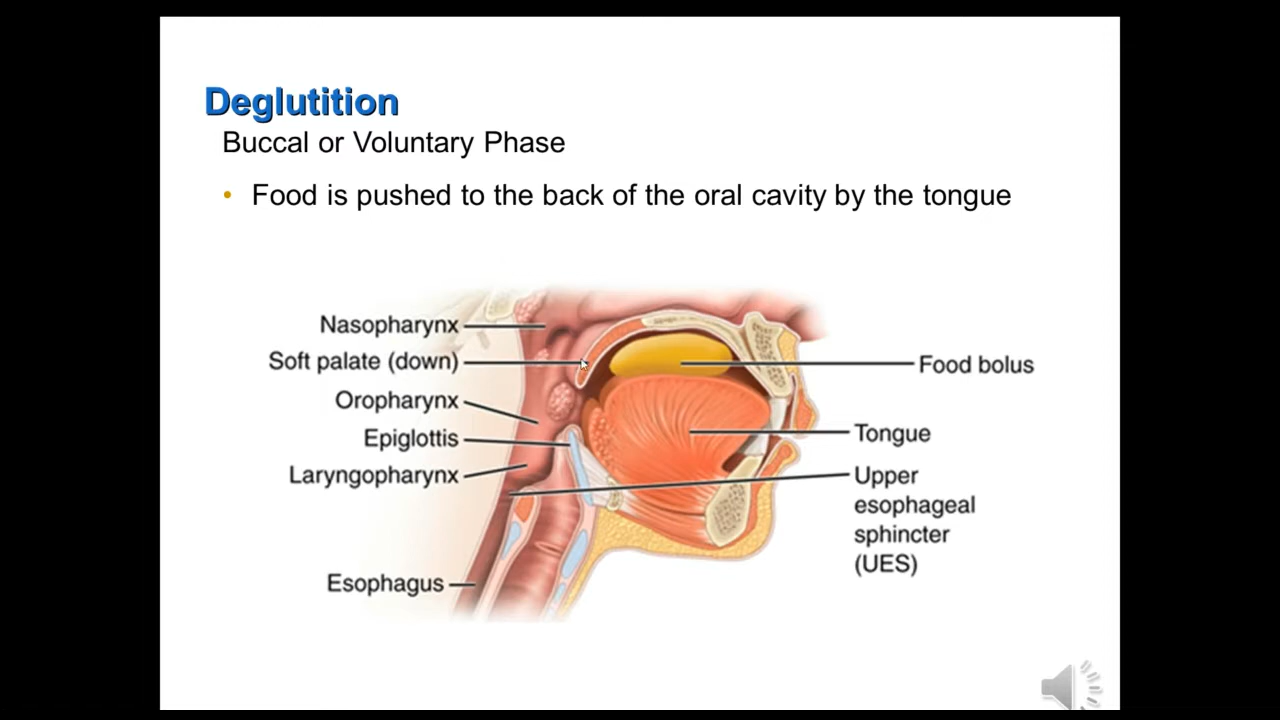 Deglutition
Buccal or Voluntary Phase
• Food is pushed to the back of the oral cavity by the tongue
Nasopharynx
Soft palate (down)
Oropharynx
Epiglottis
Laryngopharynx
Esophagus
Food bolus
Tongue
Upper
esophageal
sphincter
(UES)